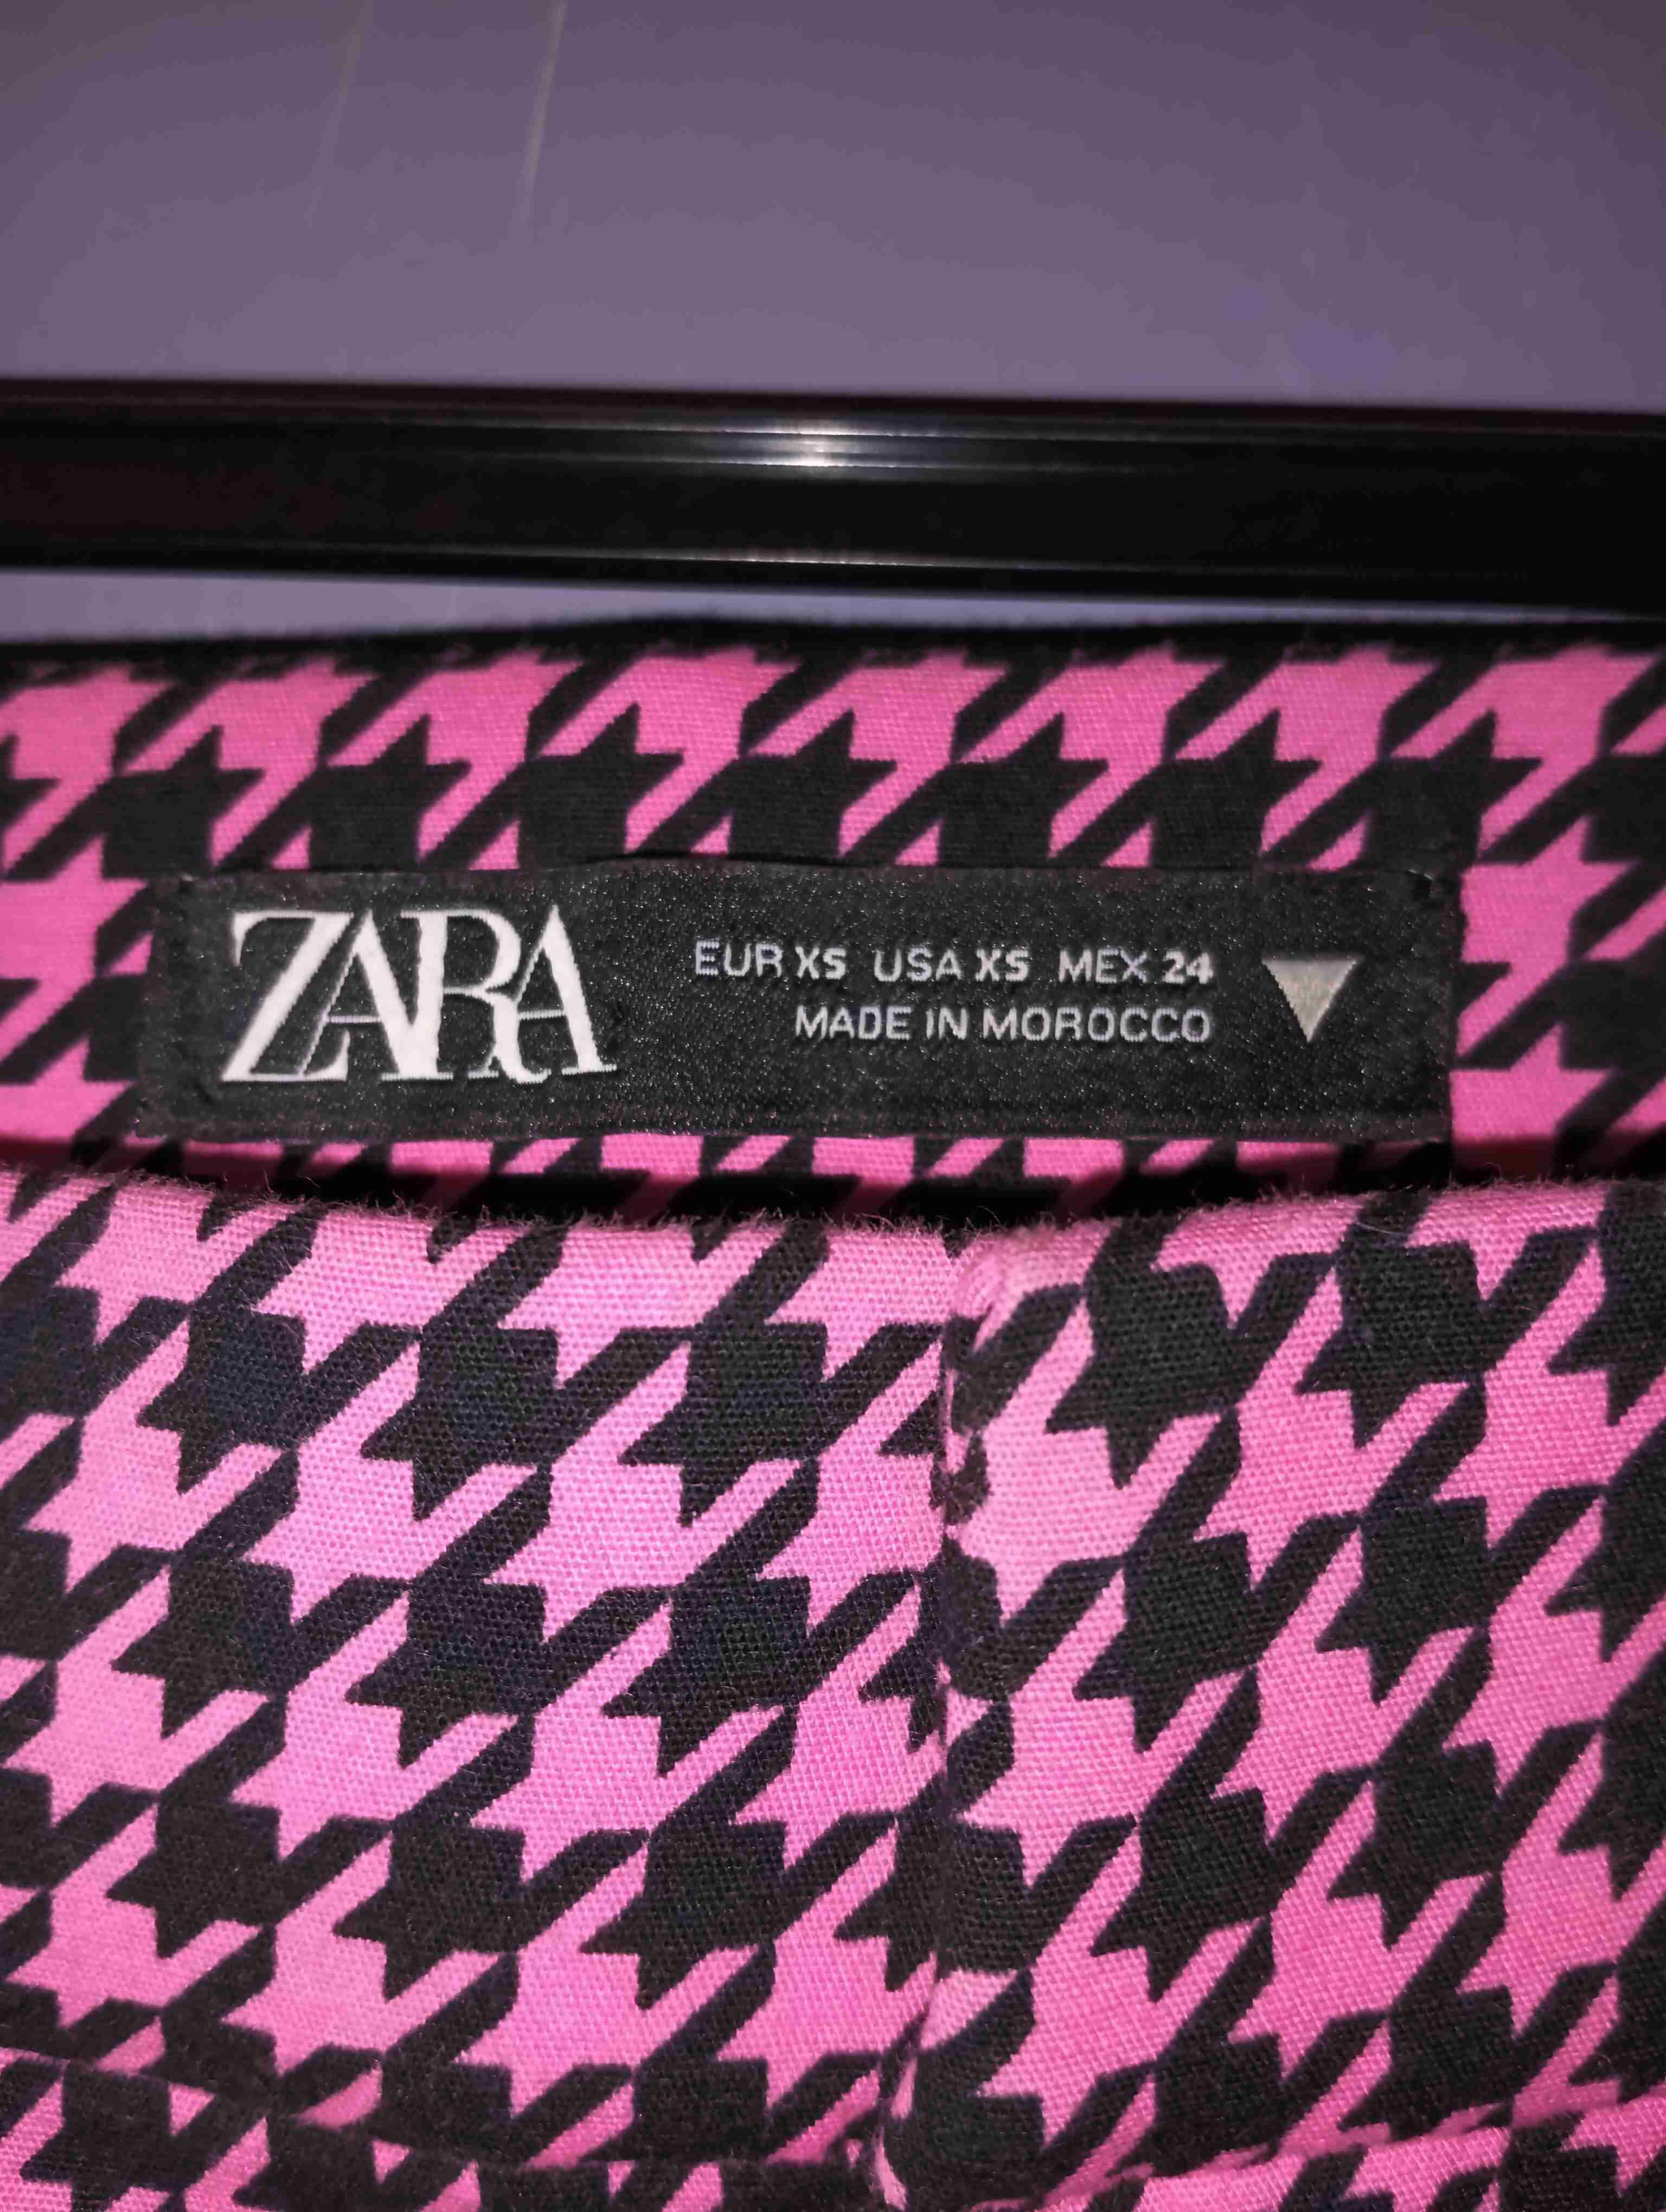 ZARA
EUR XS USA XS MEX 24
MADE IN MOROCCO